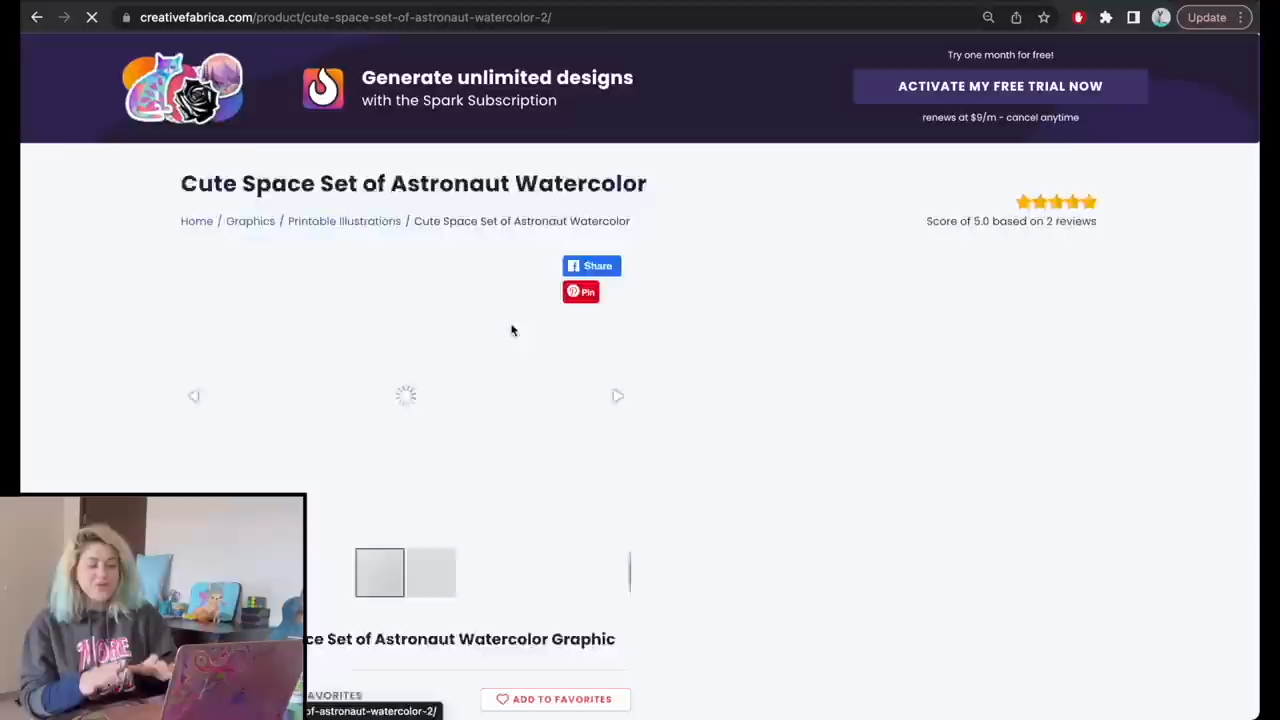 creativefabrica.com/product/cute-space-set-of-astronaut-watercolor-2/
Update
Generate unlimited designs
with the Spark Subscription
Try one month for free!
ACTIVATE MY FREE TRIAL NOW
renews at $9/m - cancel anytime
Cute Space Set of Astronaut Watercolor
Home / Graphics / Printable Illustrations / Cute Space Set of Astronaut Watercolor
Score of 5.0 based on 2 reviews
Share
Pin
ce Set of Astronaut Watercolor Graphic
AVORITES
ADD TO FAVORITES
of-astronaut-watercolor-2/